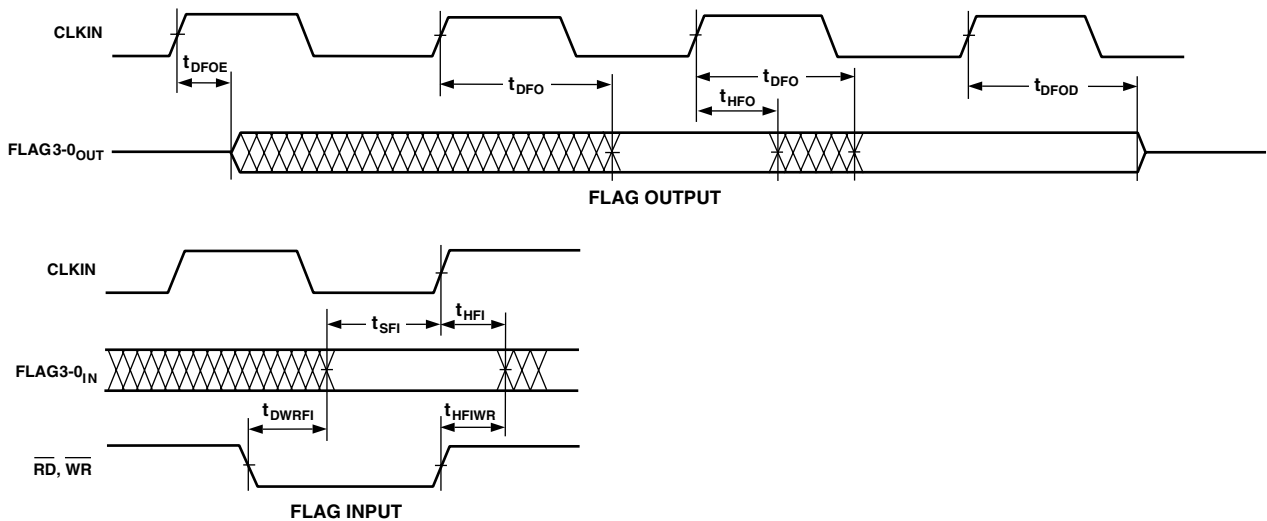 CLKIN
tDFOE
tDFO
tDFO
tHFO
tDFOD
FLAG3-0OUT
FLAG OUTPUT
CLKIN
tSFI
tHFI
FLAG3-0IN
tDWRFI
tHFIWR
RD, WR
FLAG INPUT